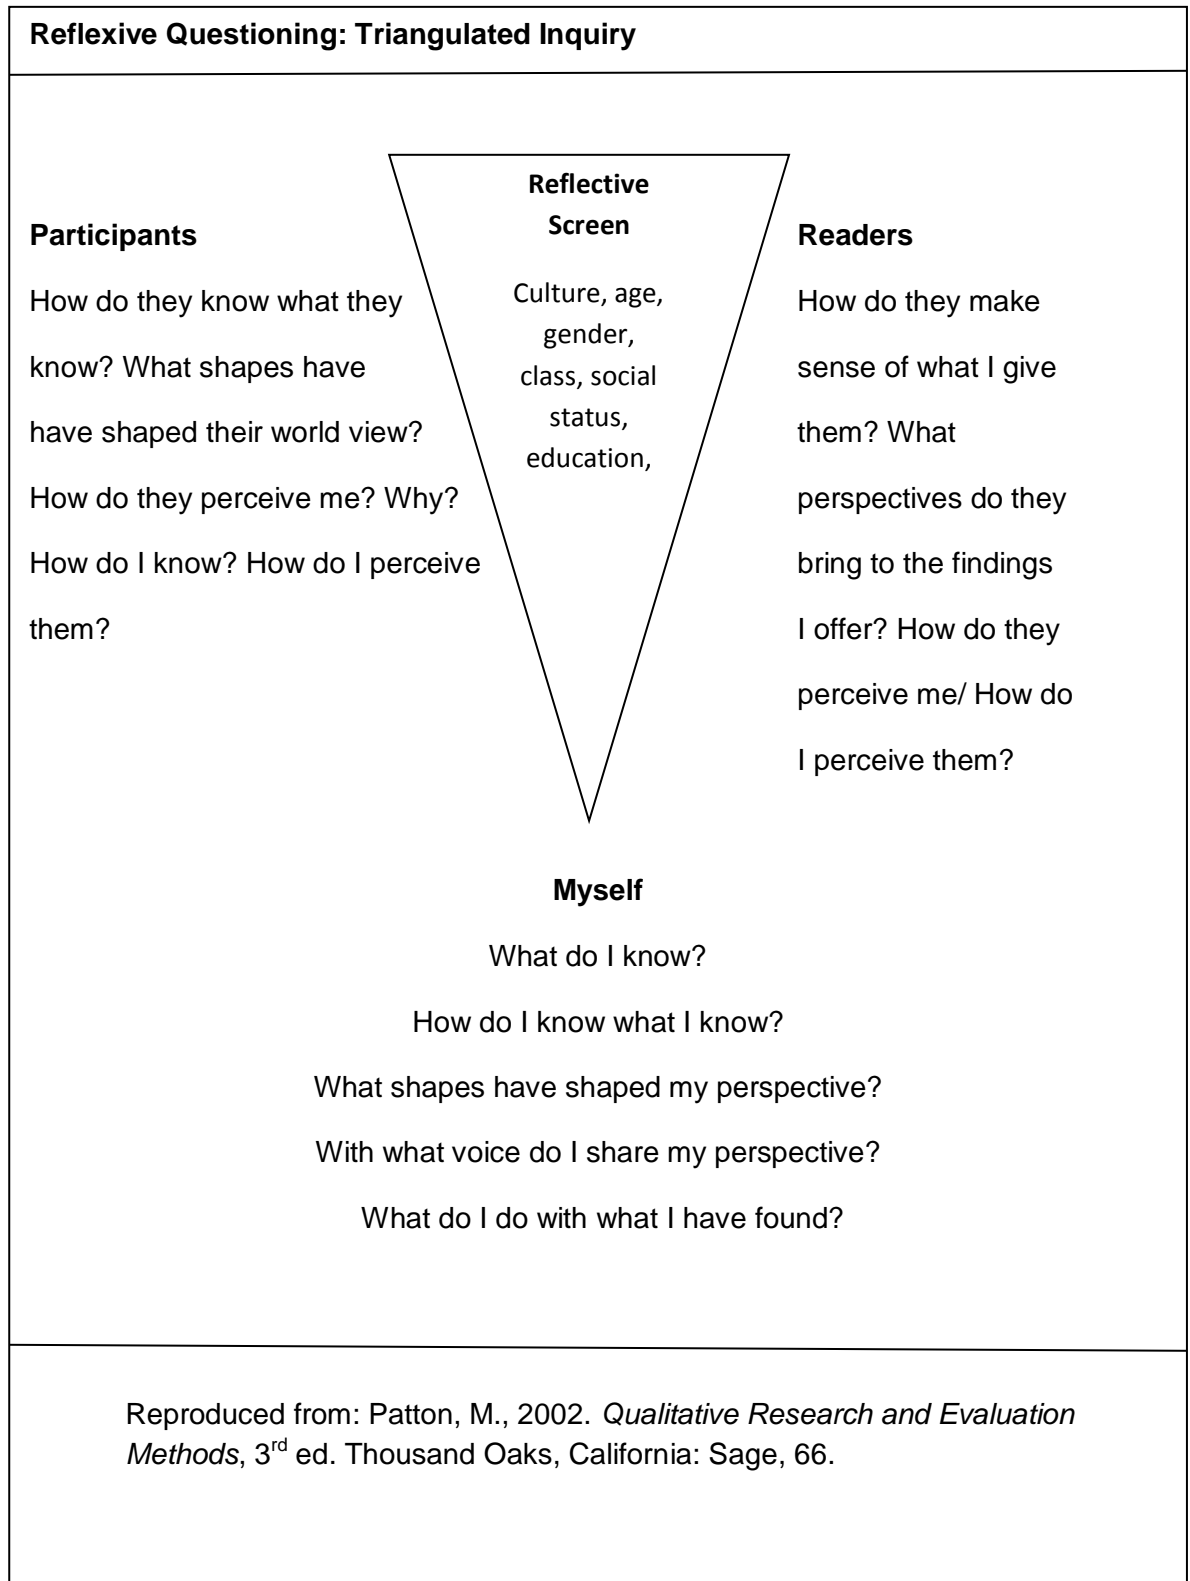 Reflexive Questioning: Triangulated Inquiry
Reflective
Screen
Culture, age,
gender,
class, social
status,
education,
Participants
How do they know what they
know? What shapes have
have shaped their world view?
How do they perceive me? Why?
How do I know? How do I perceive
them?
Readers
How do they make
sense of what I give
them? What
perspectives do they
bring to the findings
I offer? How do they
perceive me/ How do
I perceive them?
Myself
What do I know?
How do I know what I know?
What shapes have shaped my perspective?
With what voice do I share my perspective?
What do I do with what I have found?
Reproduced from: Patton, M., 2002. Qualitative Research and Evaluation
Methods, 3rd ed. Thousand Oaks, California: Sage, 66.